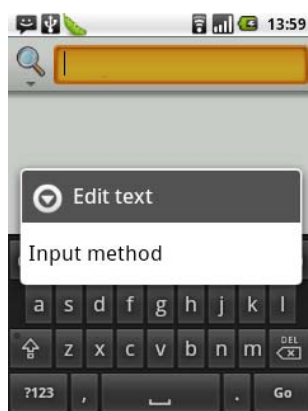 13:59
Edit text
Input method
a s d f g h j k l
z x c v b n m DEL
?123 , . Go